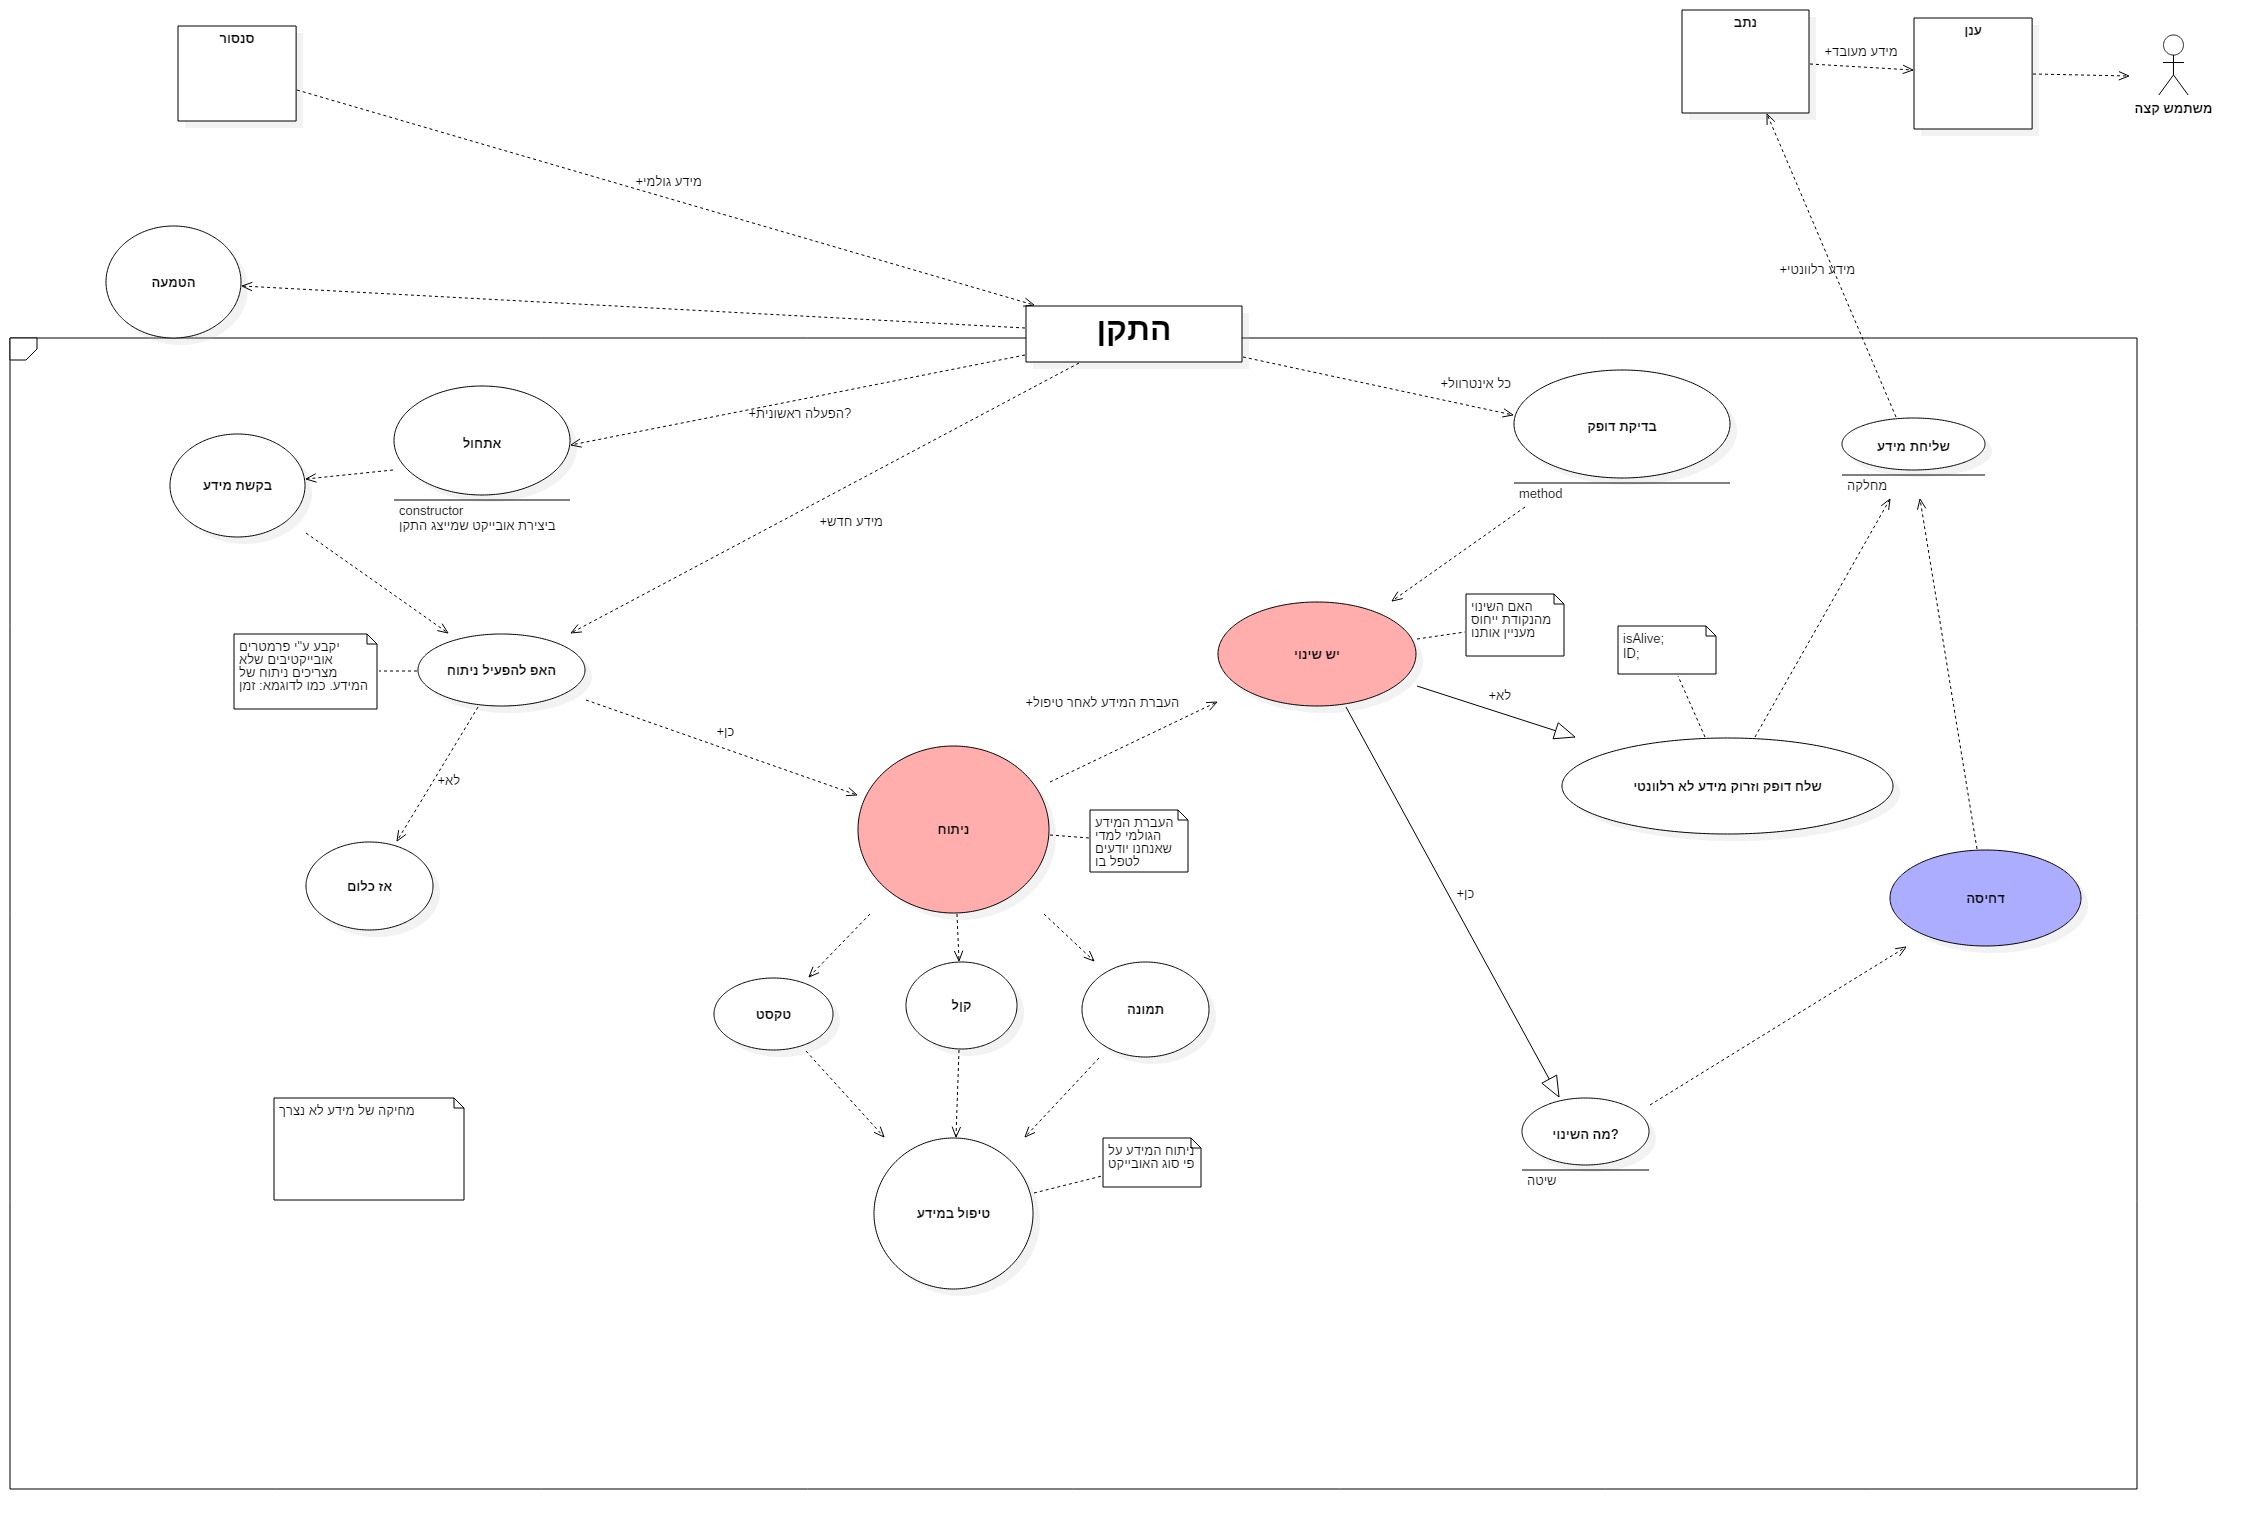 סנסור
נתב
ענן
+מידע מעובד
משתמש קצה
+מידע גולמי
+מידע רלוונטי
הטמעה
התקן
+הפעלה ראשונית?
+כל אינטרוול
אתחול
constructor
ביצירת אובייקט שמייצג התקן
בקשת מידע
+מידע חדש
בדיקת דופק
method
שליחת מידע
מחלקה
יקבע ע"י פרמטרים
אובייקטיבים שלא
מצריכים ניתוח של
המידע. כמו לדוגמא: זמן
האפ להפעיל ניתוח
+כן
+לא
אז כלום
יש שינוי
האם השינוי
מהנקודת ייחוס
מעניין אותנו
isAlive;
ID;
+לא
+העברת המידע לאחר טיפול
שלח דופק וזרוק מידע לא רלוונטי
ניתוח
העברת המידע
הגולמי למדי
שאנחנו יודעים
לטפל בו
+כן
דחיסה
טקסט
קול
תמונה
מחיקה של מידע לא נצרך
טיפול במידע
ניתוח המידע על
פי סוג האובייקט
מה השינוי?
שיטה